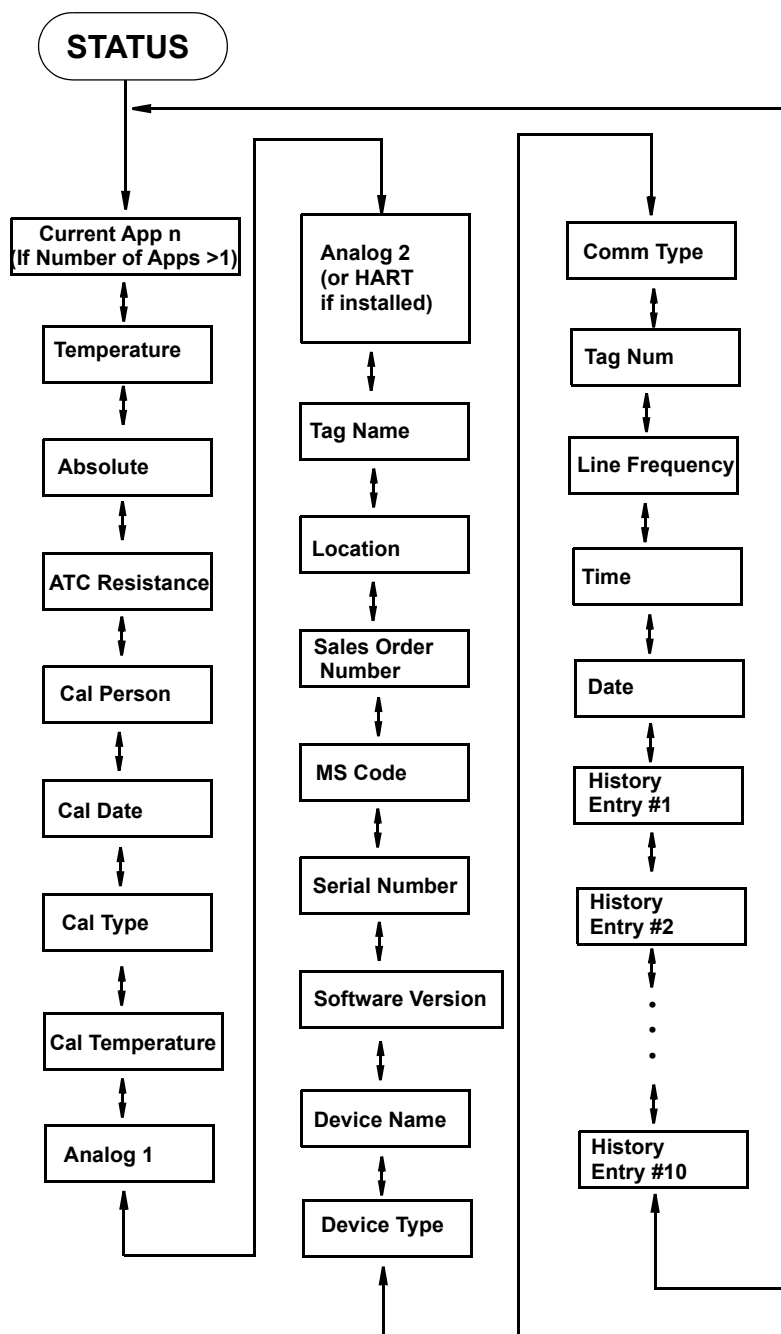 STATUS
Current App n
(If Number of Apps >1)
Temperature
Absolute
ATC Resistance
Cal Person
Cal Date
Cal Type
Cal Temperature
Analog 1
Analog 2
(or HART
if installed)
Tag Name
Location
Sales Order
Number
MS Code
Serial Number
Software Version
Device Name
Device Type
Comm Type
Tag Num
Line Frequency
Time
Date
History
Entry #1
History
Entry #2
History
Entry #10